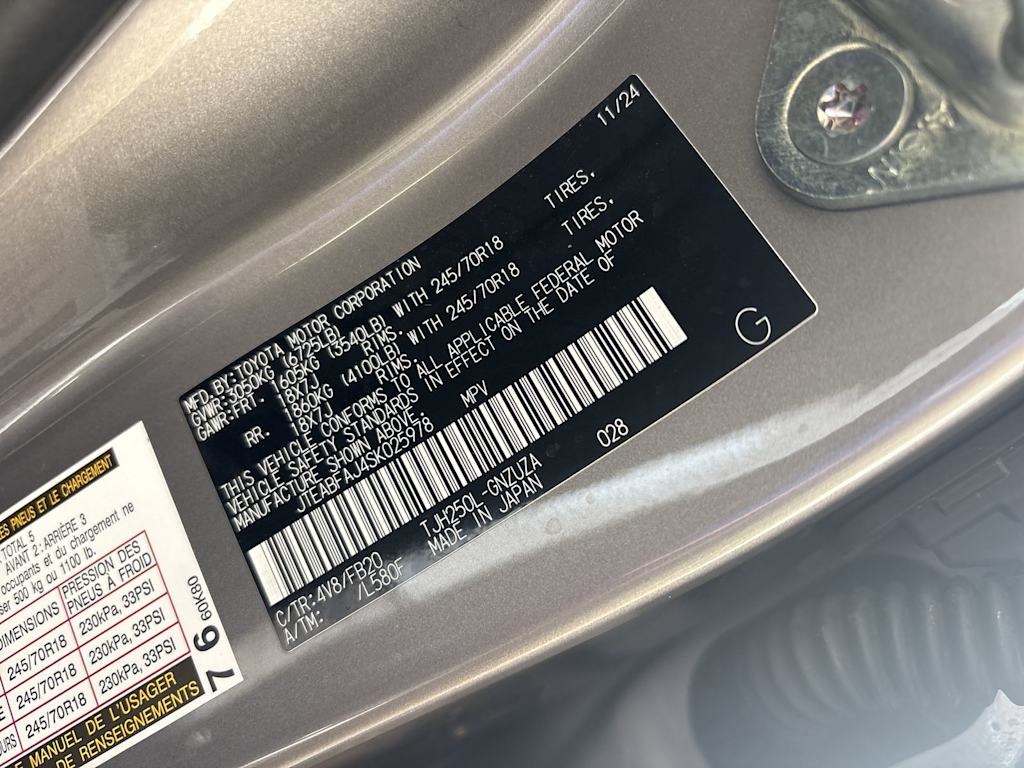 11/24
MFD. BY: TOYOTA MOTOR CORPORATION
GVWR: 3050KG (6725LB)
GAWR: FRT. 1605KG (3540LB) WITH 245/70R18 TIRES,
18X7J RIMS,
RR. 1860KG (4100LB) WITH 245/70R18 TIRES,
18X7J RIMS,
THIS VEHICLE CONFORMS TO ALL APPLICABLE FEDERAL MOTOR
VEHICLE SAFETY STANDARDS IN EFFECT ON THE DATE OF
MANUFACTURE SHOWN ABOVE.
JTEABFAJ4SK025978 MPV
G
C/TR: 4V8/FB20 TJH250L-GNZUZA 028
A/TM: /L580F MADE IN JAPAN
ES PNEUS ET LE CHARGEMENT
TOTAL 5
AVANT 2: ARRIÈRE 3
occupants et du chargement ne
ser 500 kg ou 1100 lb.
DIMENSIONS PRESSION DES PNEUS À FROID
245/70R18 230kPa, 33PSI
245/70R18 230kPa, 33PSI
245/70R18 230kPa, 33PSI
MANUEL DE L'USAGER
DE RENSEIGNEMENTS
76
60K80